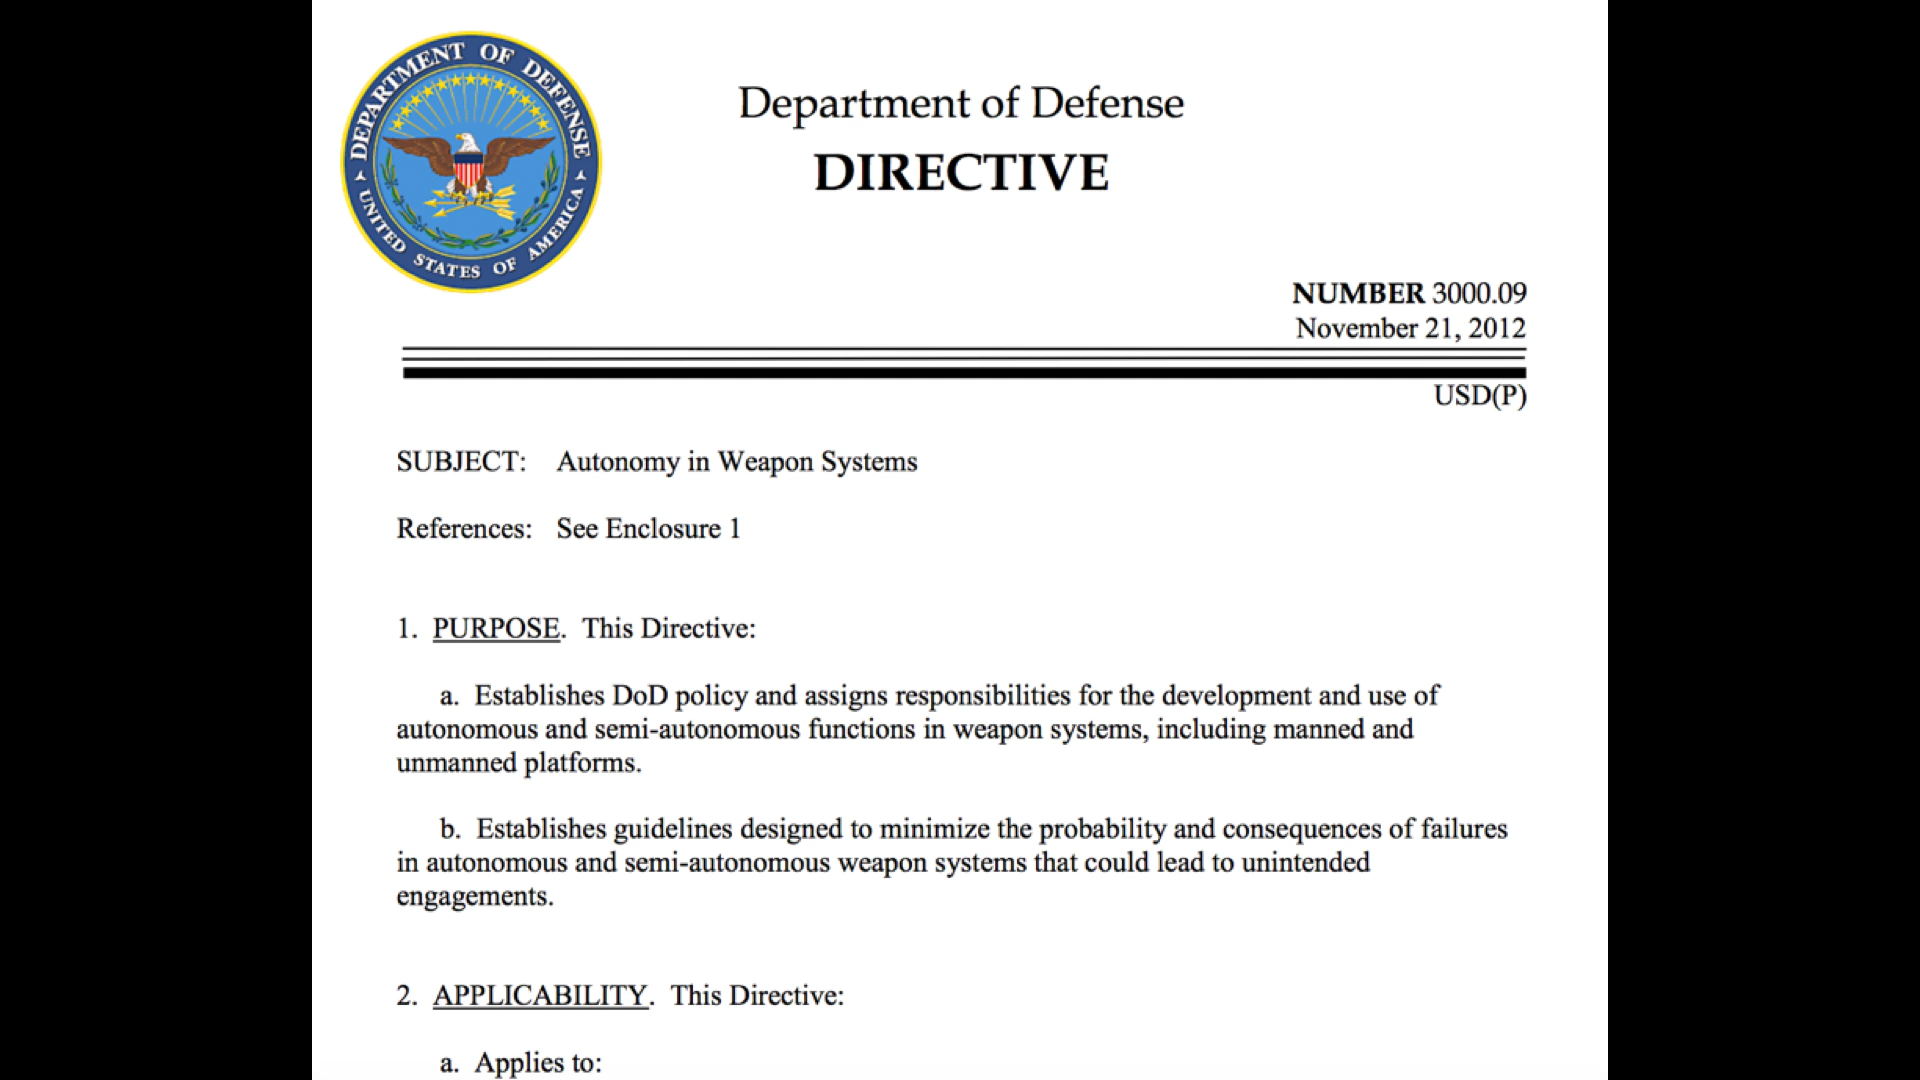 DEPARTMENT OF DEFENSE
UNITED STATES OF AMERICA
Department of Defense
DIRECTIVE
NUMBER 3000.09
November 21, 2012
USD(P)
SUBJECT: Autonomy in Weapon Systems
References: See Enclosure 1
1. PURPOSE. This Directive:
a. Establishes DoD policy and assigns responsibilities for the development and use of
autonomous and semi-autonomous functions in weapon systems, including manned and
unmanned platforms.
b. Establishes guidelines designed to minimize the probability and consequences of failures
in autonomous and semi-autonomous weapon systems that could lead to unintended
engagements.
2. APPLICABILITY. This Directive:
a. Applies to: